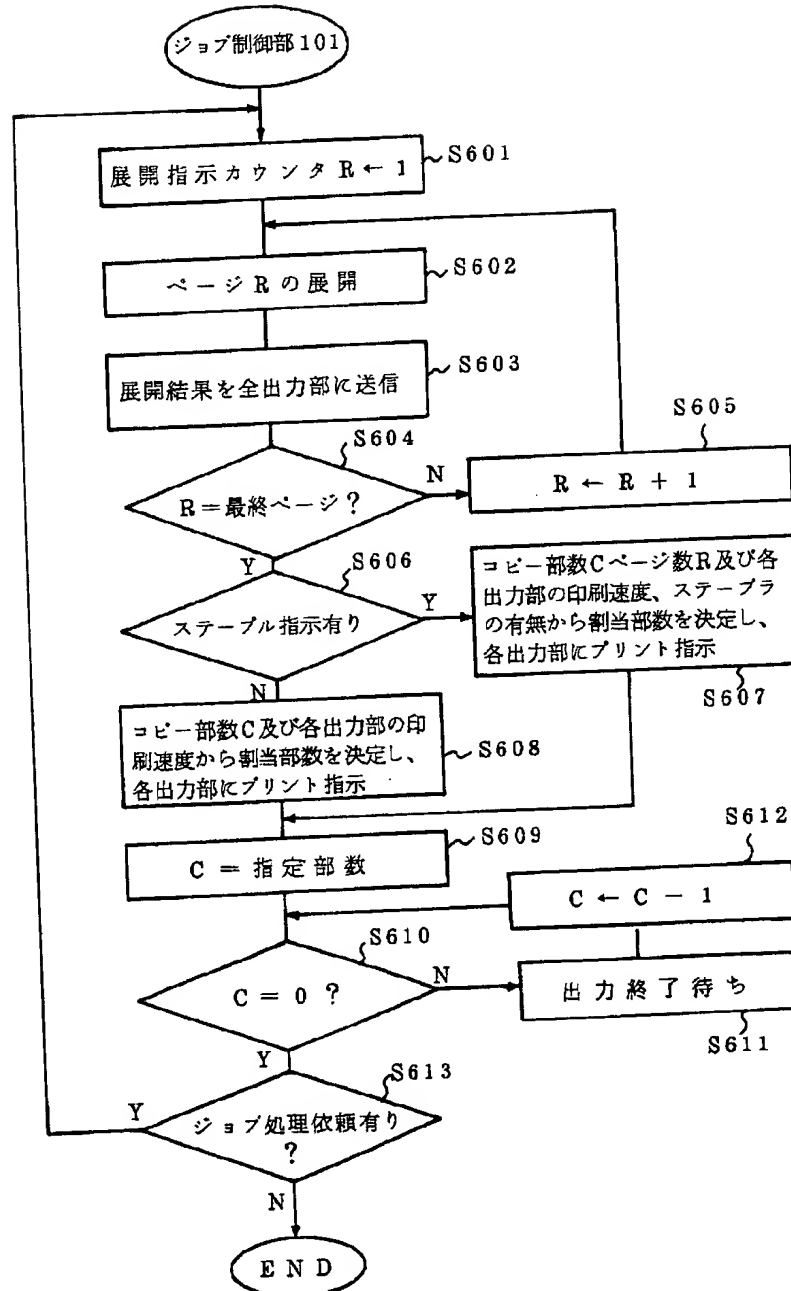 ジョブ制御部101
展開指示カウンタR←1
S601
ページRの展開
S602
展開結果を全出力部に送信
S603
S604
R=最終ページ?
N
S605
R ← R + 1
Y
S606
ステープル指示有り
Y
コピー部数Cページ数R及び各
出力部の印刷速度、ステープラ
の有無から割当部数を決定し、
各出力部にプリント指示
S607
N
コピー部数C及び各出力部の印
刷速度から割当部数を決定し、
各出力部にプリント指示
S608
C = 指定部数
S609
S612
C ← C − 1
S610
C = 0 ?
N
出力終了待ち
S611
Y
S613
Y
ジョブ処理依頼有り
?
N
END